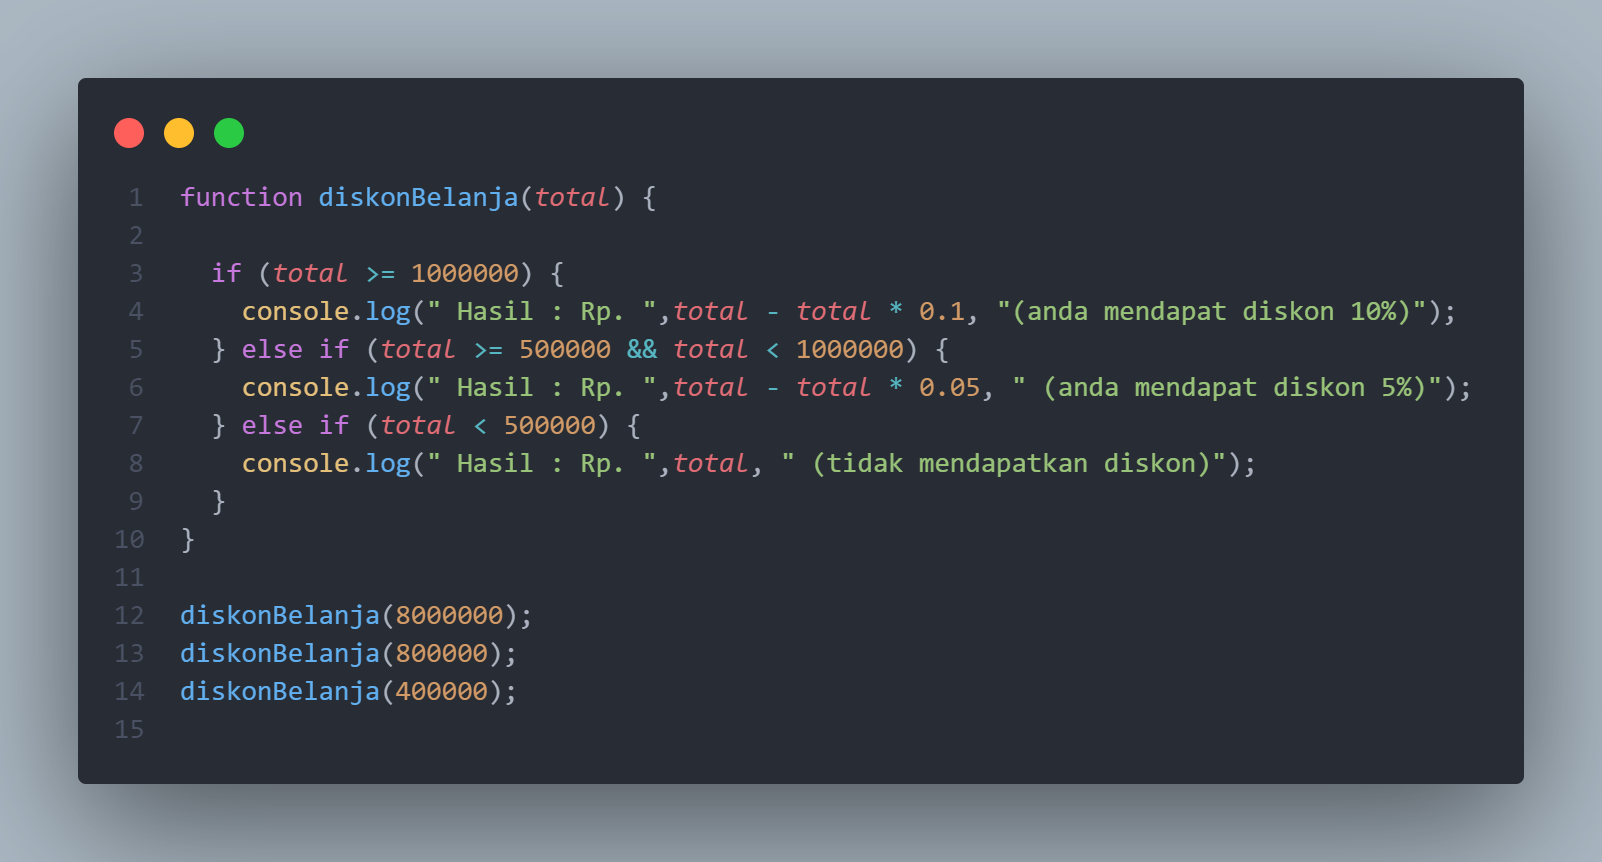 1 function diskonBelanja(total) {
2
3   if (total >= 1000000) {
4     console.log(" Hasil : Rp. ",total - total * 0.1, "(anda mendapat diskon 10%)");
5   } else if (total >= 500000 && total < 1000000) {
6     console.log(" Hasil : Rp. ",total - total * 0.05, " (anda mendapat diskon 5%)");
7   } else if (total < 500000) {
8     console.log(" Hasil : Rp. ",total, " (tidak mendapatkan diskon)");
9   }
10 }
11
12 diskonBelanja(8000000);
13 diskonBelanja(800000);
14 diskonBelanja(400000);
15